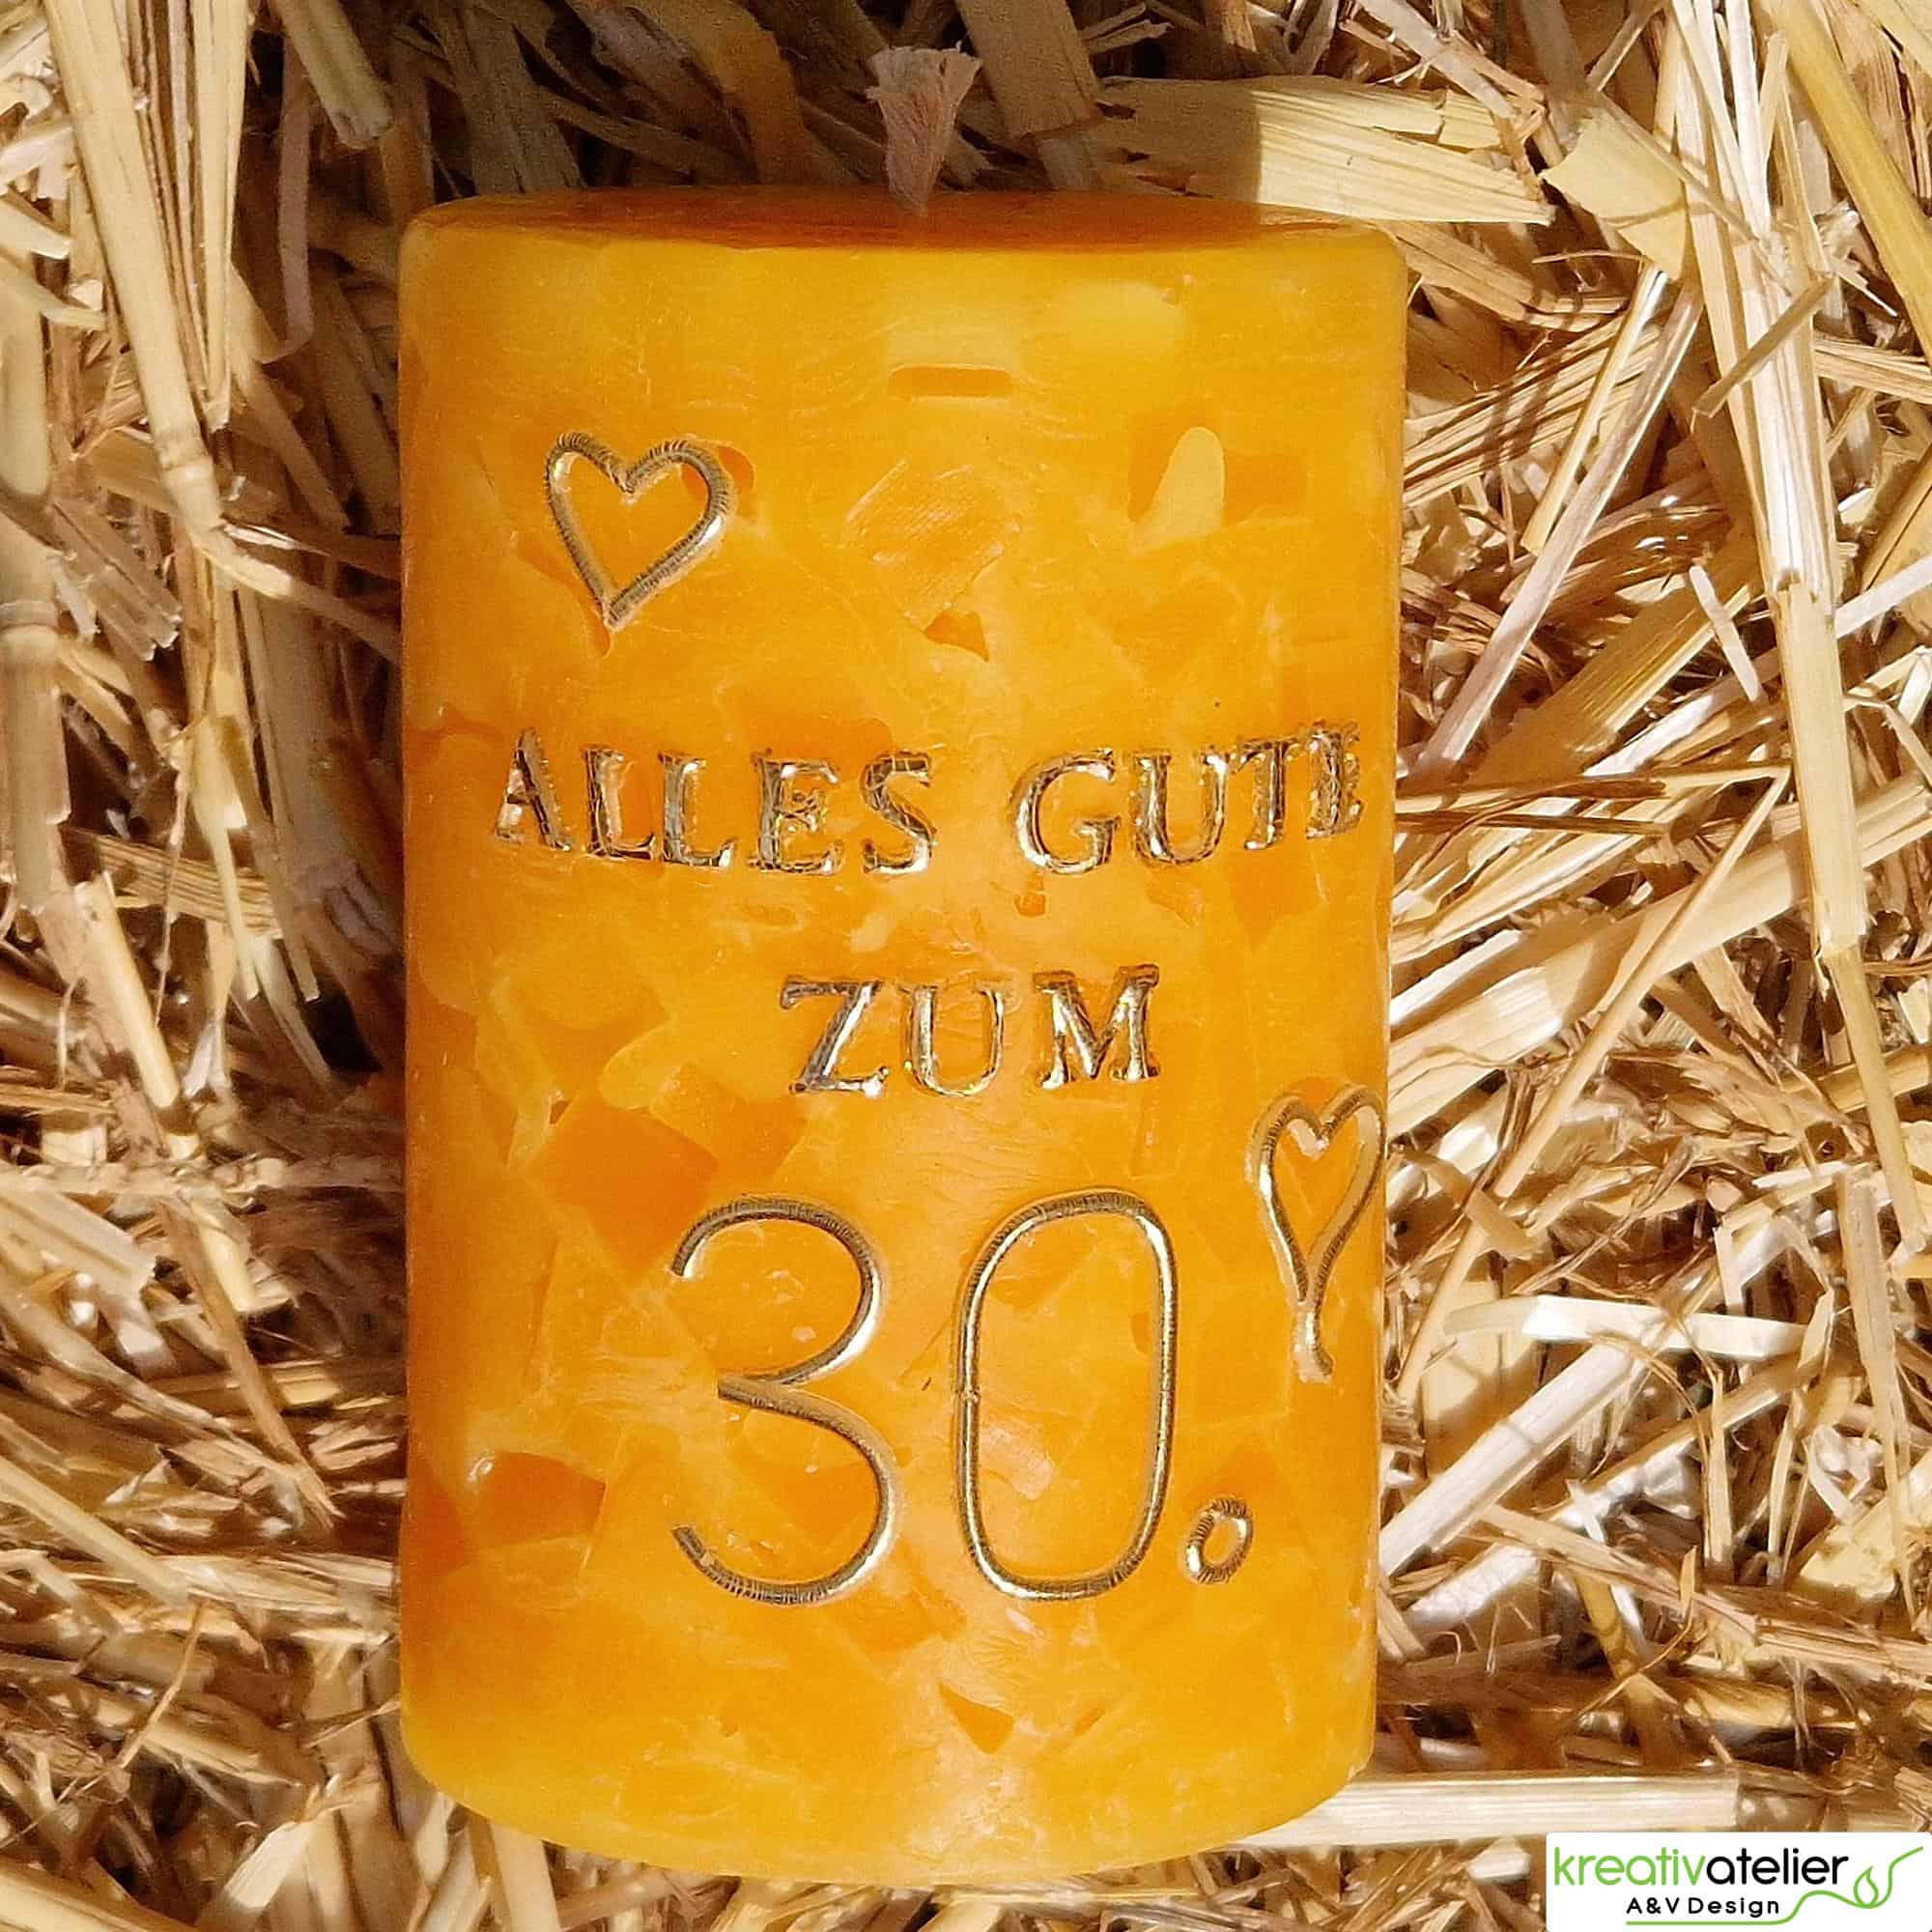 ALLES GUTE
ZUM
30.
kreativatelier
A&V Design